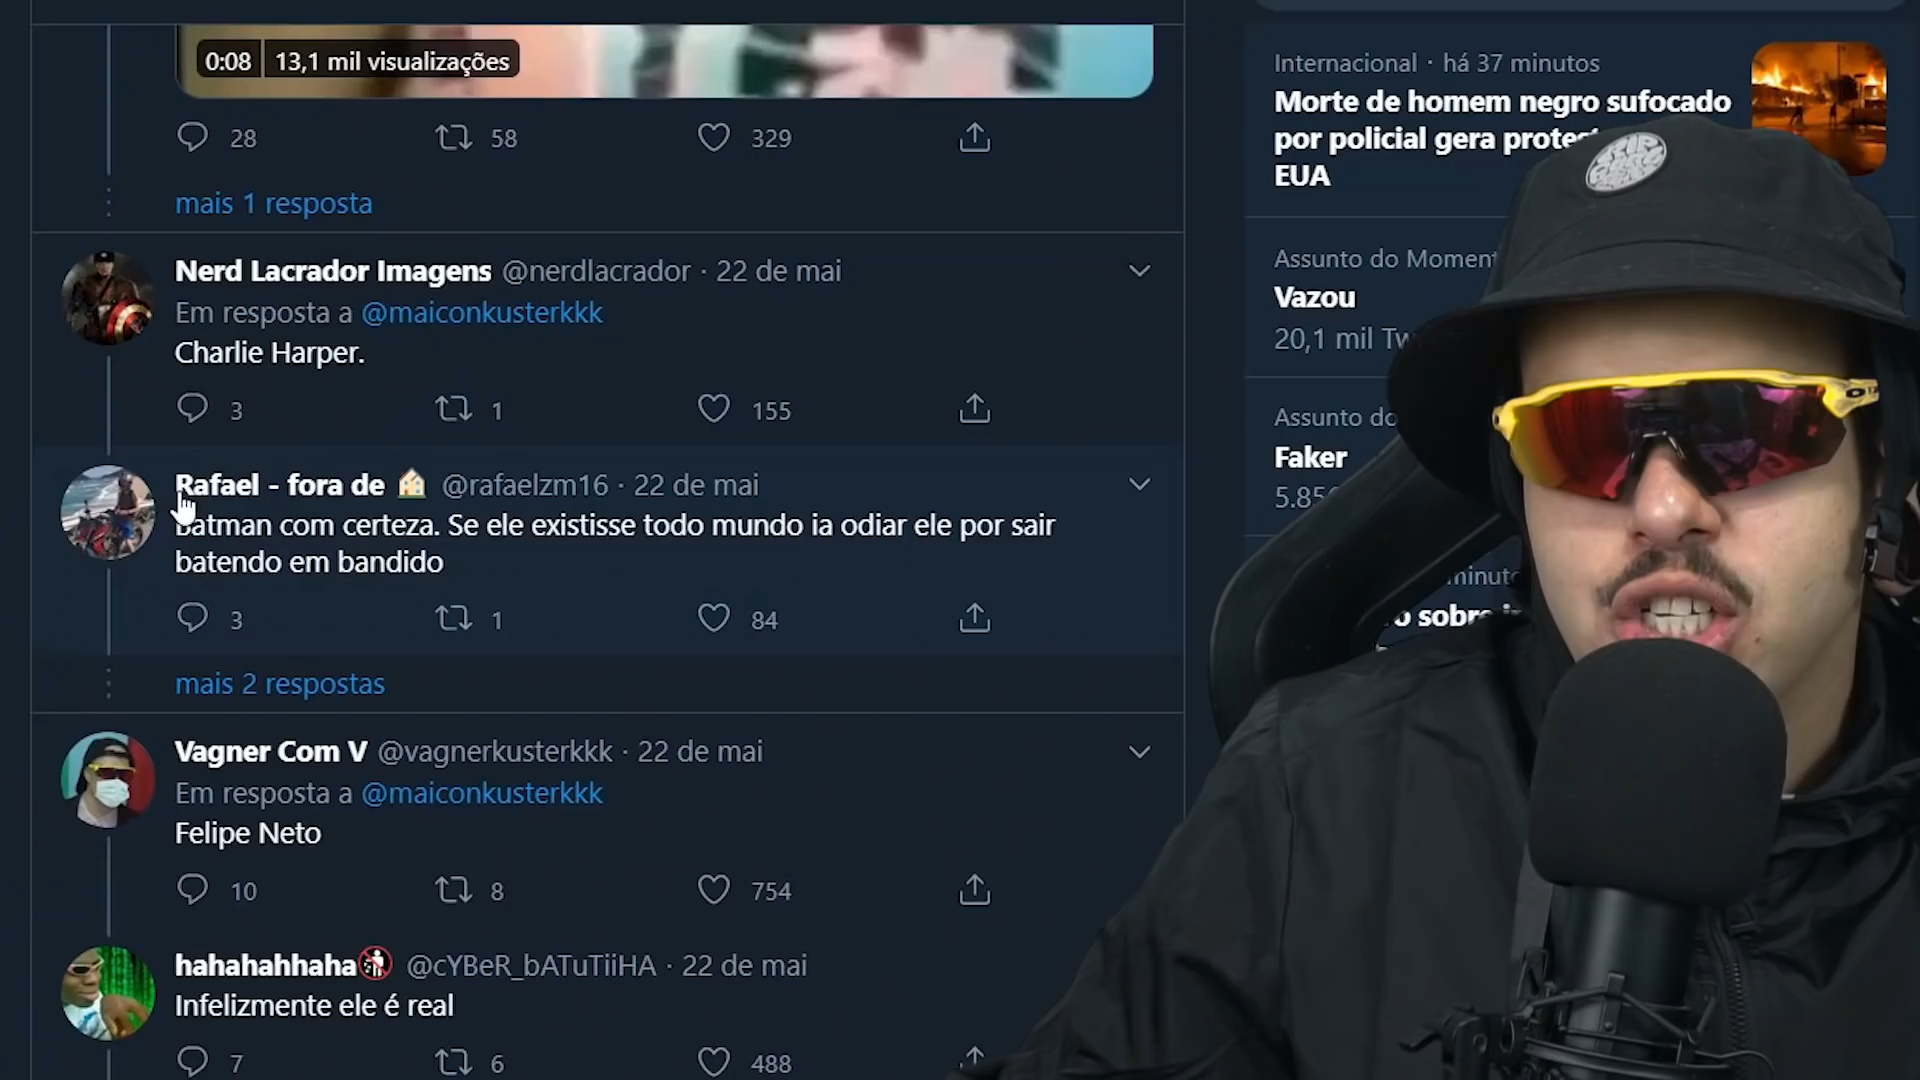 0:08 13,1 mil visualizações
28 58 329
mais 1 resposta
Nerd Lacrador Imagens @nerdlacrador · 22 de mai
Em resposta a @maiconkusterkkk
Charlie Harper.
3 1 155
Rafael - fora de @rafaelzm16 · 22 de mai
Batman com certeza. Se ele existisse todo mundo ia odiar ele por sair
batendo em bandido
3 1 84
mais 2 respostas
Vagner Com V @vagnerkusterkkk · 22 de mai
Em resposta a @maiconkusterkkk
Felipe Neto
10 8 754
hahahahhaha @cYBeR_bATuTiiHA · 22 de mai
Infelizmente ele é real
7 6 488
Internacional · há 37 minutos
Morte de homem negro sufocado
por policial gera
EUA
Assunto do
Vazou
20,1 mil
Assunto do
Faker
sobre